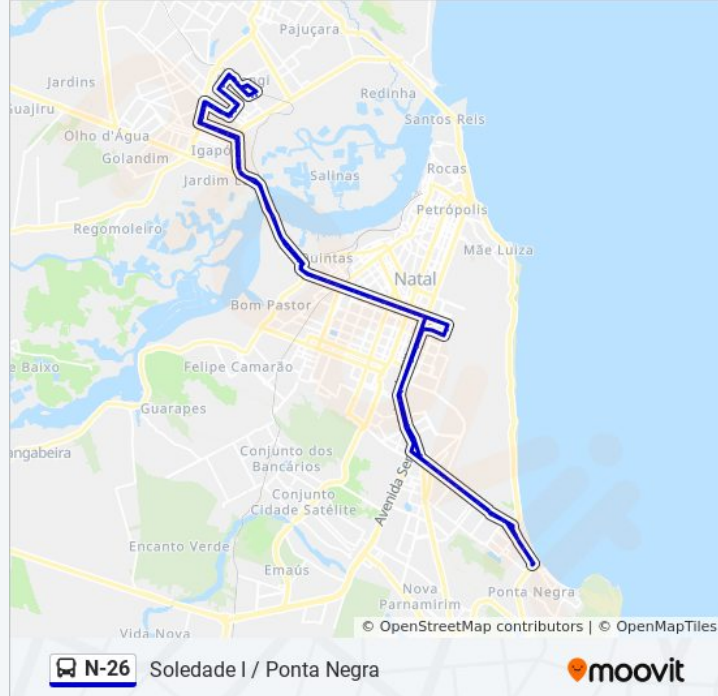 Pajuçara
Jardins
ngi
Redinha
Guajiru
Santos Reis
Olho d'Água
Igapó
Golandim
Rocas
Salinas
Jardim L
Petrópolis
Regomoleiro
Mãe Luiza
Quintas
Natal
Bom Pastor
e Baixo
Felipe Camarão
Guarapes
angabeira
Conjunto dos
Bancários
Avenida Se
Conjunto
Cidade Satélite
Encanto Verde
Emaús
Nova
Parnamirim
Ponta Negra
© OpenStreetMap contributors | © OpenMapTiles
Vida Nova
N-26 Soledade I / Ponta Negra
moovit